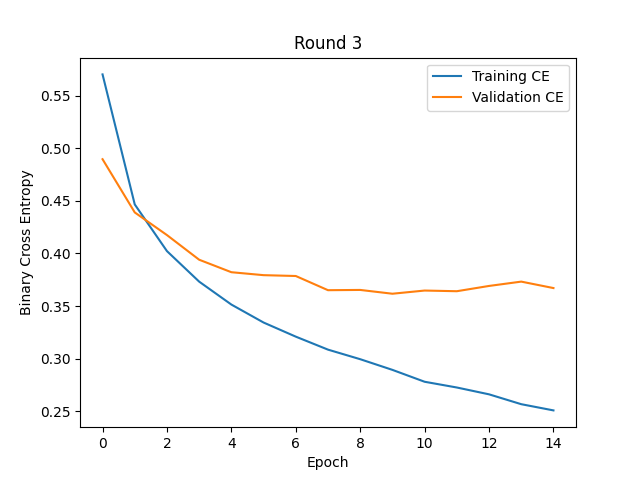 Round 3
Training CE
Validation CE
Binary Cross Entropy
0.55
0.50
0.45
0.40
0.35
0.30
0.25
0 2 4 6 8 10 12 14
Epoch